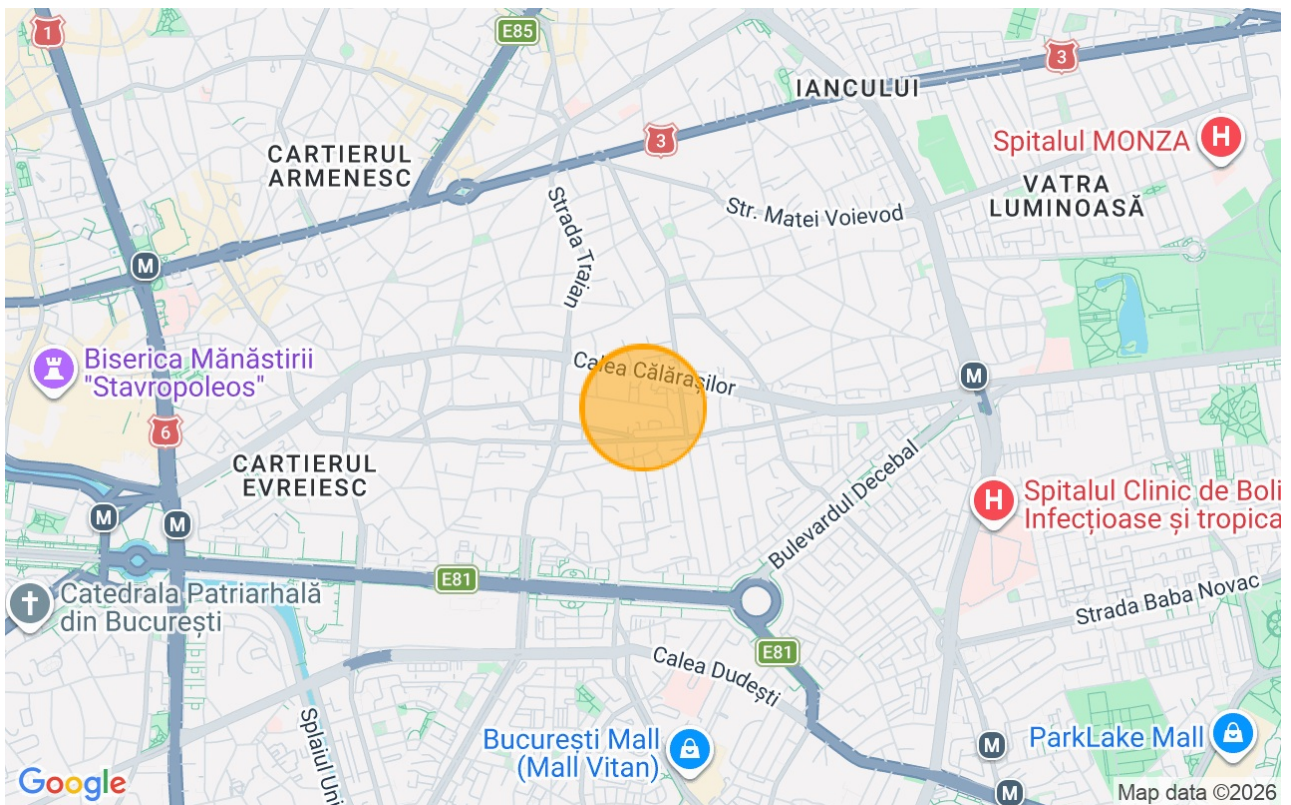 1
E85
3
IANCULUI
3
Spitalul MONZA
H
CARTIERUL
ARMENESC
VATRA
LUMINOASĂ
Str. Matei Voievod
Strada Traian
M
Biserica Mănăstirii
"Stavropoleos"
Calea Călărașilor
M
6
CARTIERUL
EVREIESC
Bulevardul Decebal
H
Spitalul Clinic de Boli
Infecțioase și tropica
M
M
E81
Catedrala Patriarhală
din București
Strada Baba Novac
E81
Calea Dudești
Splaiul Uni
București Mall
(Mall Vitan)
M
ParkLake Mall
M
Google
Map data ©2026